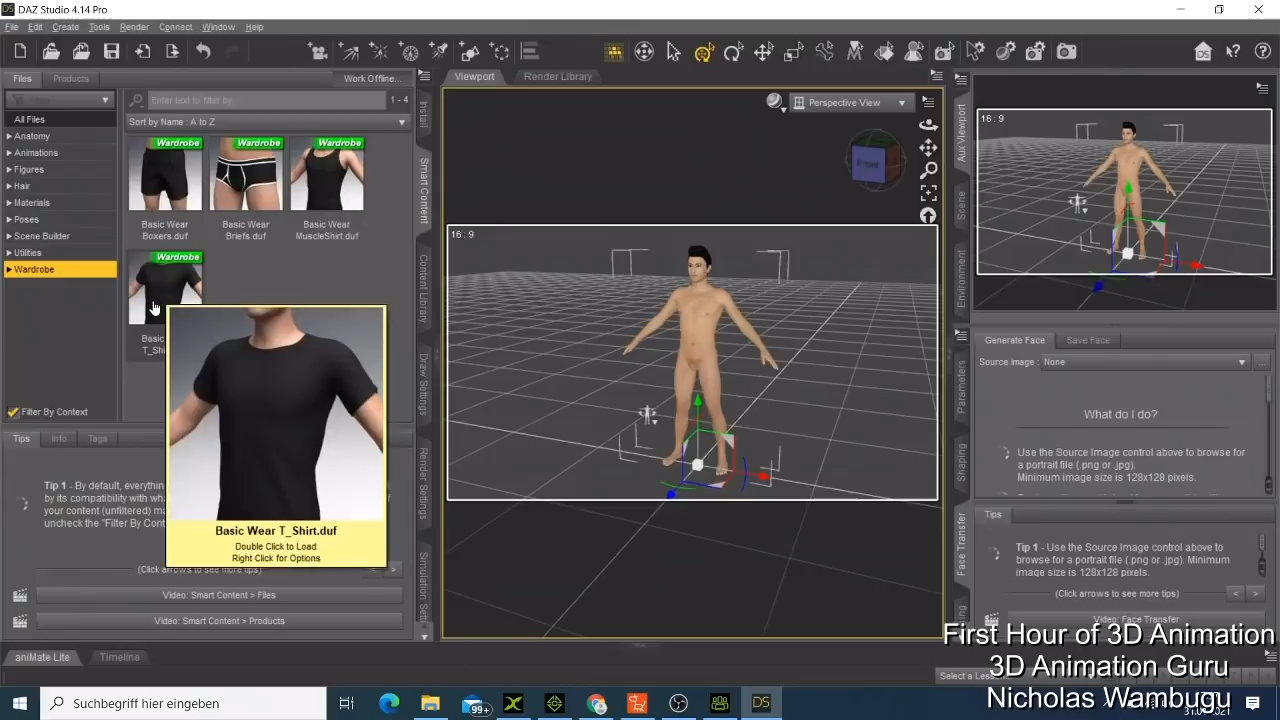 DAZ Studio 4.14 Pro
File Edit Create Tools Render Connect Window Help
Files Products Work Offline...
Enter text to filter by... 1 - 4
All Files
Sort by Name : A to Z
Anatomy
Animations
Figures
Hair
Materials
Poses
Scene Builder
Utilities
Wardrobe
Wardrobe Wardrobe Wardrobe
Basic Wear Boxers.duf
Basic Wear Briefs.duf
Basic Wear MuscleShirt.duf
Wardrobe
Basic Wear T_Shirt.duf
Double Click to Load
Right Click for Options
Filter By Context
Tips Info Tags
Tip 1 - By default, everythin
by its compatibility with wh
your content (unfiltered)
uncheck the "Filter By Cont
(Click arrows to see more tips)
Video: Smart Content > Files
Video: Smart Content > Products
Install
Smart Content
Content Library
Draw Settings
Render Settings
Simulation Set
Viewport Render Library
Perspective View
16 : 9
Aux Viewport
Scene
Environment
16 : 9
Parameters
Shaping
Face Transfer
Generate Face Save Face
Source Image : None
What do I do?
Use the Source Image control above to browse for
a portrait file (.png or .jpg).
Minimum image size is 128x128 pixels.
Tips
Tip 1 - Use the Source Image control above to
browse for a portrait file (.png or .jpg). Minimum
image size is 128x128 pixels.
(Click arrows to see more tips)
Video: Face Transfer
aniMate Lite Timeline
First Hour of 3D Animation
3D Animation Guru
Nicholas Wambugu
Zur Suche Text hier eingeben
99+
DS